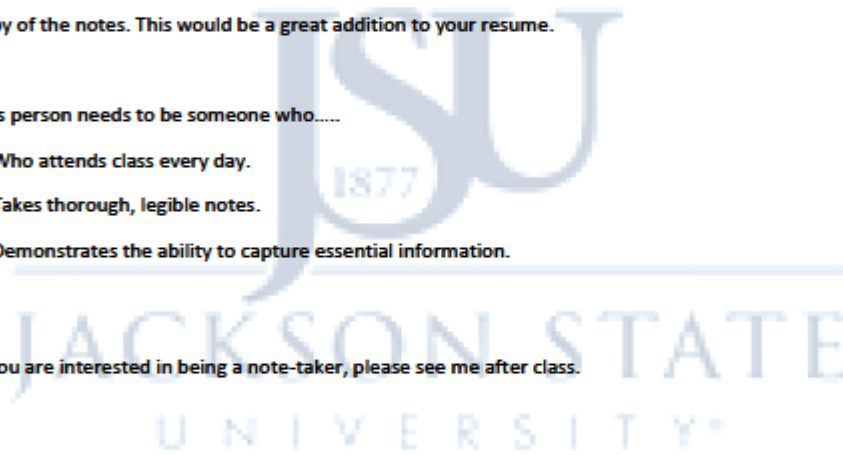 py of the notes. This would be a great addition to your resume.
s person needs to be someone who.....
Who attends class every day.
Takes thorough, legible notes.
Demonstrates the ability to capture essential information.
ou are interested in being a note-taker, please see me after class.
JSU
1877
JACKSON STATE
UNIVERSITY®